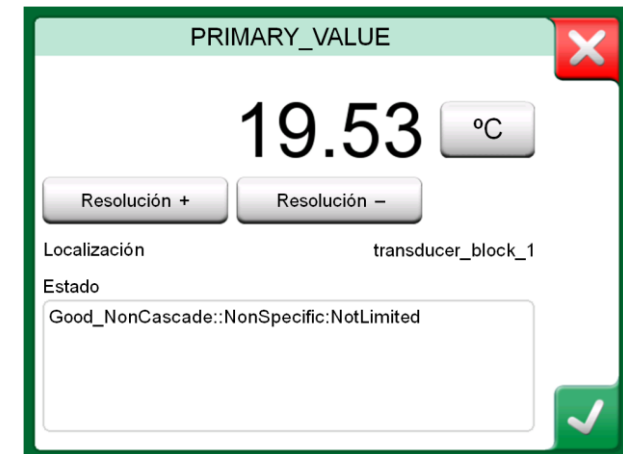 PRIMARY_VALUE
19.53 ºC
Resolución + Resolución –
Localización transducer_block_1
Estado
Good_NonCascade::NonSpecific:NotLimited